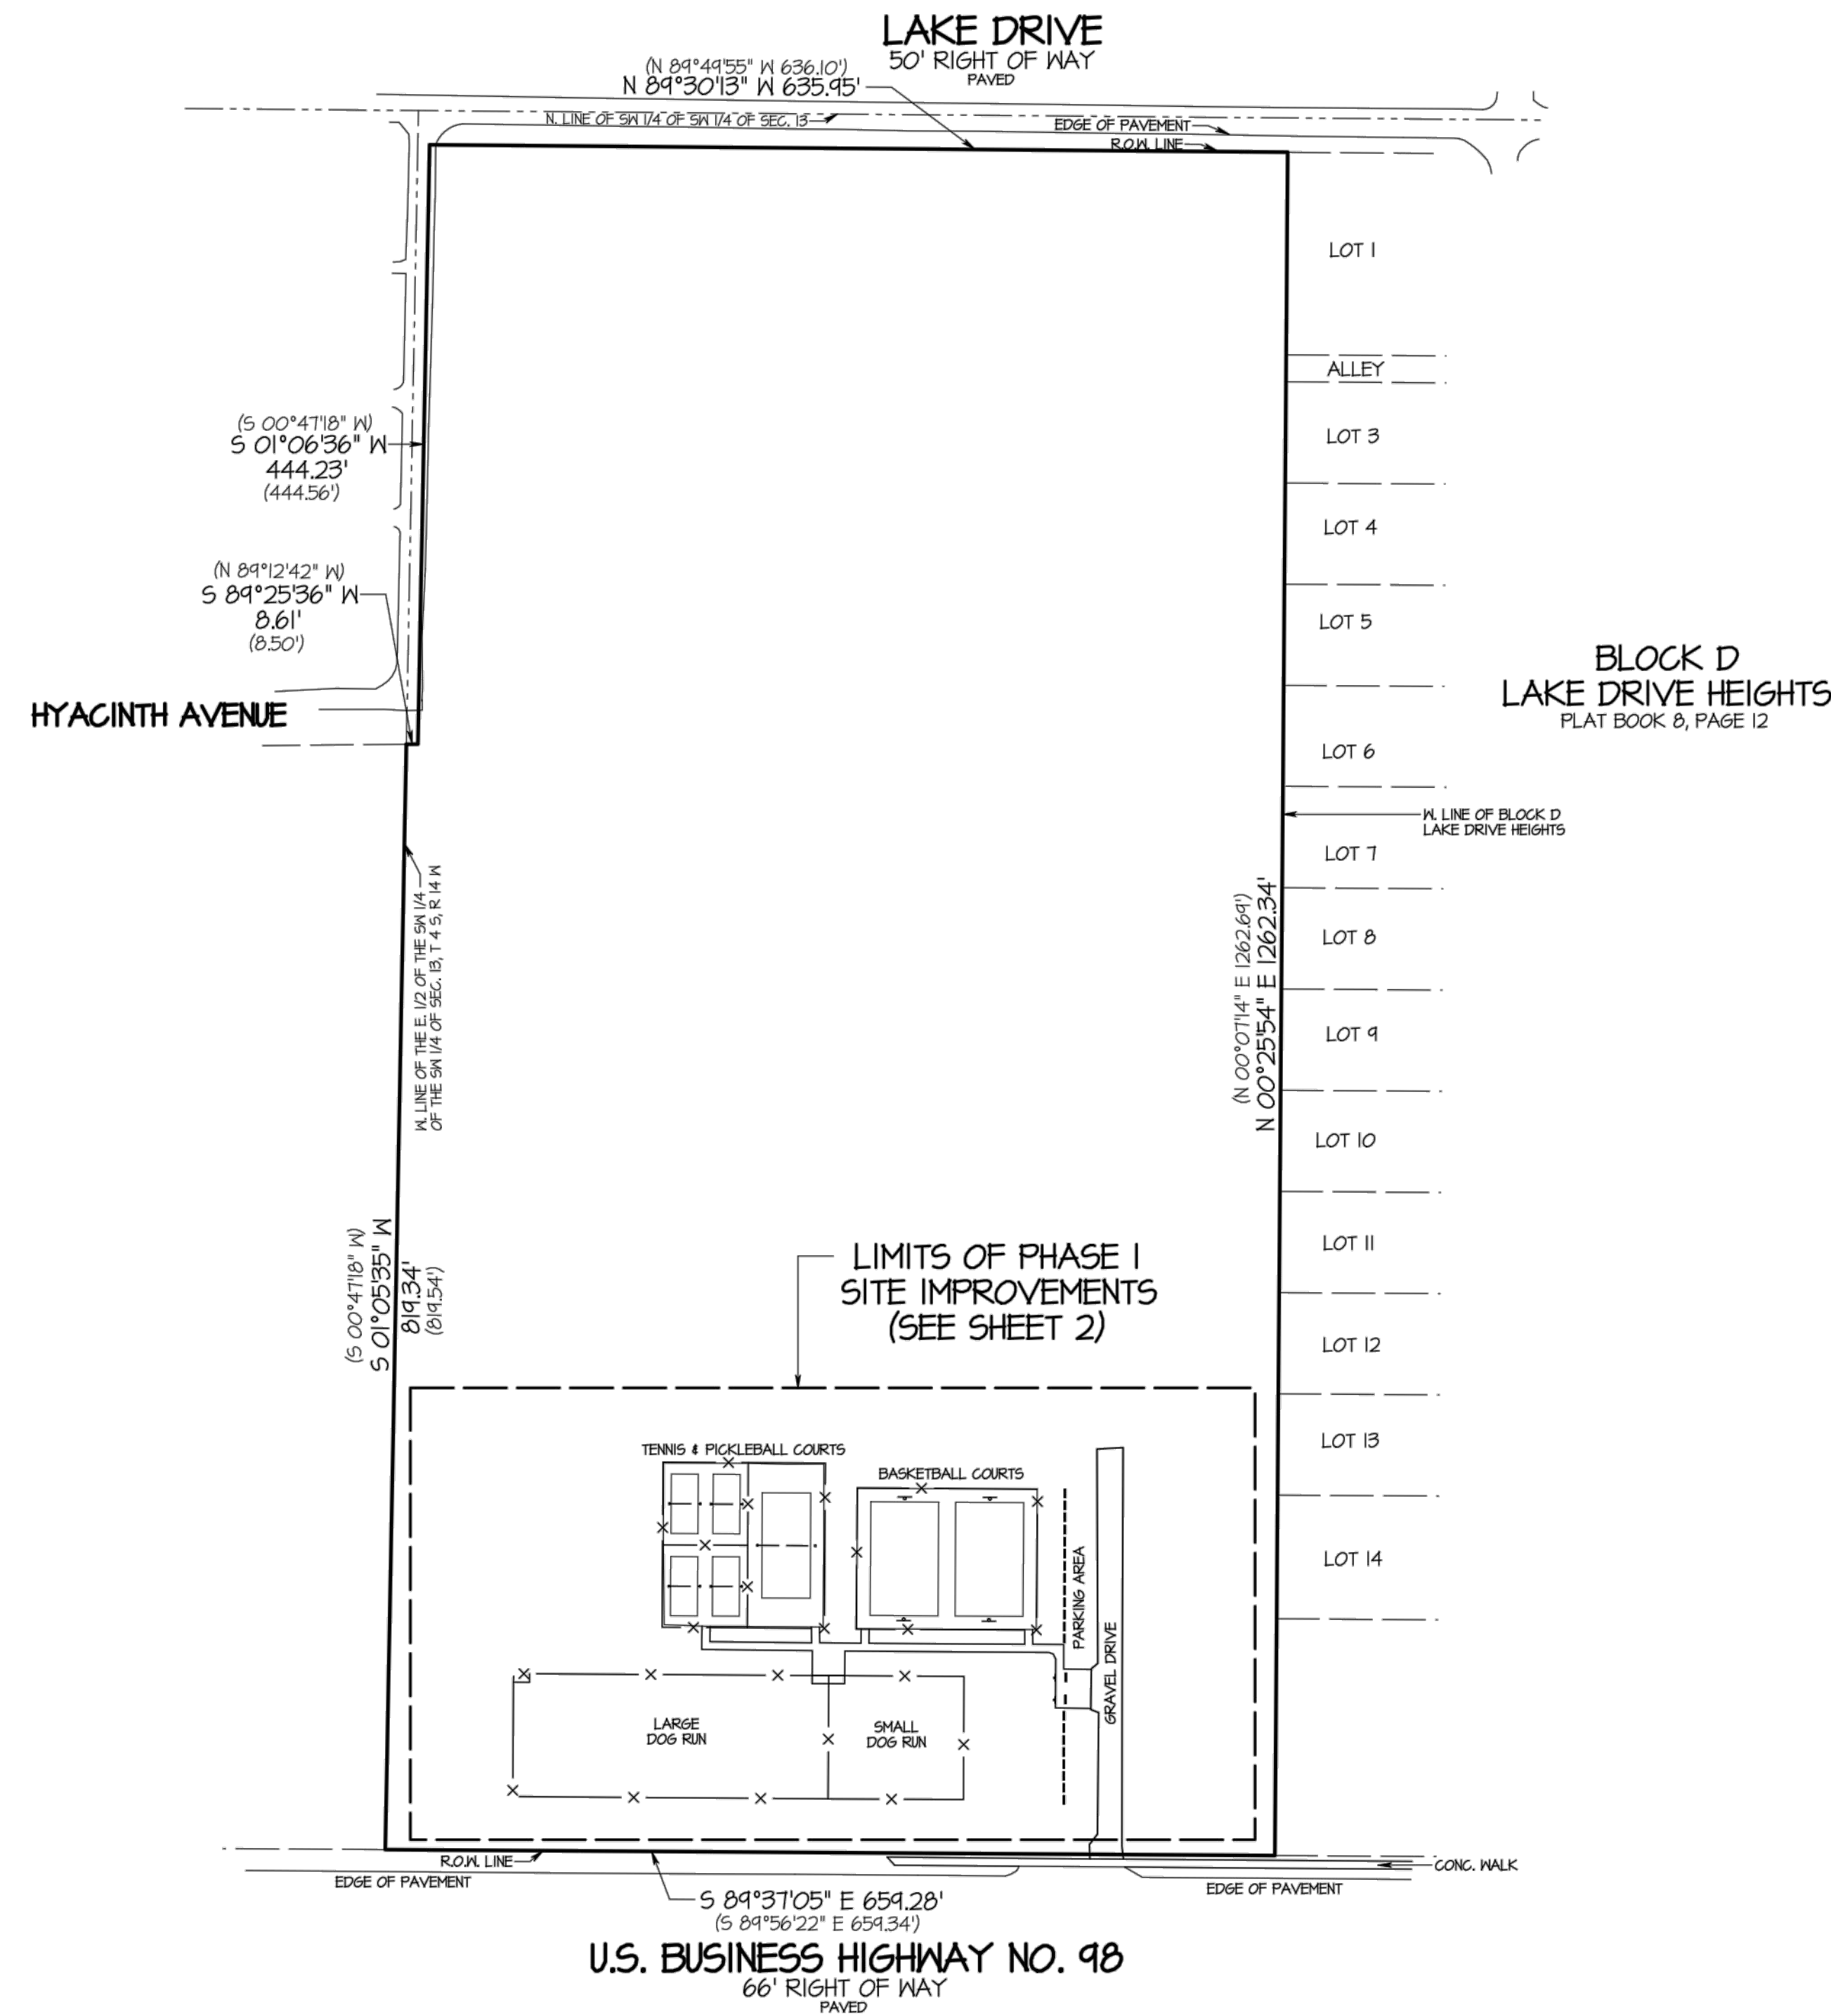 LAKE DRIVE
50' RIGHT OF WAY
PAVED
(N 89°49'55" W 636.10')
N 89°30'13" W 635.95'
N. LINE OF SW 1/4 OF SW 1/4 OF SEC. 13
EDGE OF PAVEMENT
R.O.W. LINE
LOT 1
ALLEY
(S 00°47'18" W)
S 01°06'36" W
444.23'
(444.56')
LOT 3
LOT 4
(N 89°12'42" W)
S 89°25'36" W
8.61'
(8.50')
LOT 5
BLOCK D
LAKE DRIVE HEIGHTS
PLAT BOOK 8, PAGE 12
HYACINTH AVENUE
LOT 6
W. LINE OF BLOCK D
LAKE DRIVE HEIGHTS
LOT 7
W. LINE OF THE E. 1/2 OF THE SW 1/4
OF THE SW 1/4 OF SEC. 13, T 4 S, R 14 W
(N 00°07'14" E 1262.69')
N 00°25'54" E 1262.34'
LOT 8
LOT 9
LOT 10
(S 00°47'18" W)
S 01°05'35" W
819.34'
(819.54')
LIMITS OF PHASE 1
SITE IMPROVEMENTS
(SEE SHEET 2)
LOT 11
LOT 12
LOT 13
TENNIS & PICKLEBALL COURTS
BASKETBALL COURTS
LOT 14
PARKING AREA
GRAVEL DRIVE
LARGE
DOG RUN
SMALL
DOG RUN
R.O.W. LINE
EDGE OF PAVEMENT
CONC. WALK
EDGE OF PAVEMENT
S 89°37'05" E 659.28'
(S 89°56'22" E 659.34')
U.S. BUSINESS HIGHWAY NO. 98
66' RIGHT OF WAY
PAVED